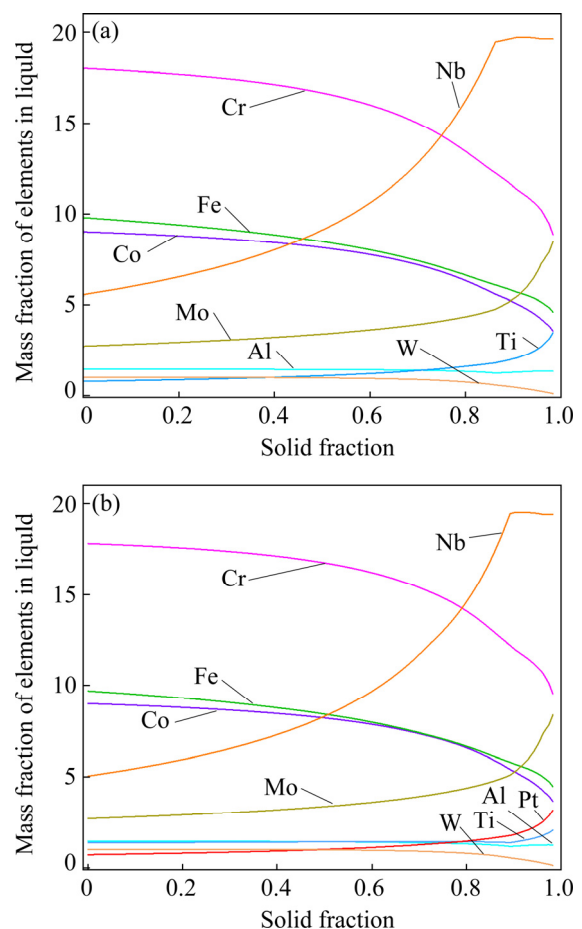 (a)
Mass fraction of elements in liquid
20
15
10
5
0
Nb
Cr
Fe
Co
Mo
Al
W
Ti
0
0.2
0.4
0.6
0.8
1.0
Solid fraction
(b)
Mass fraction of elements in liquld
20
15
10
5
0
Nb
Cr
Fe
Co
Mo
Al
Pt
W
Ti
0
0.2
0.4
0.6
0.8
1.0
Solid fraction